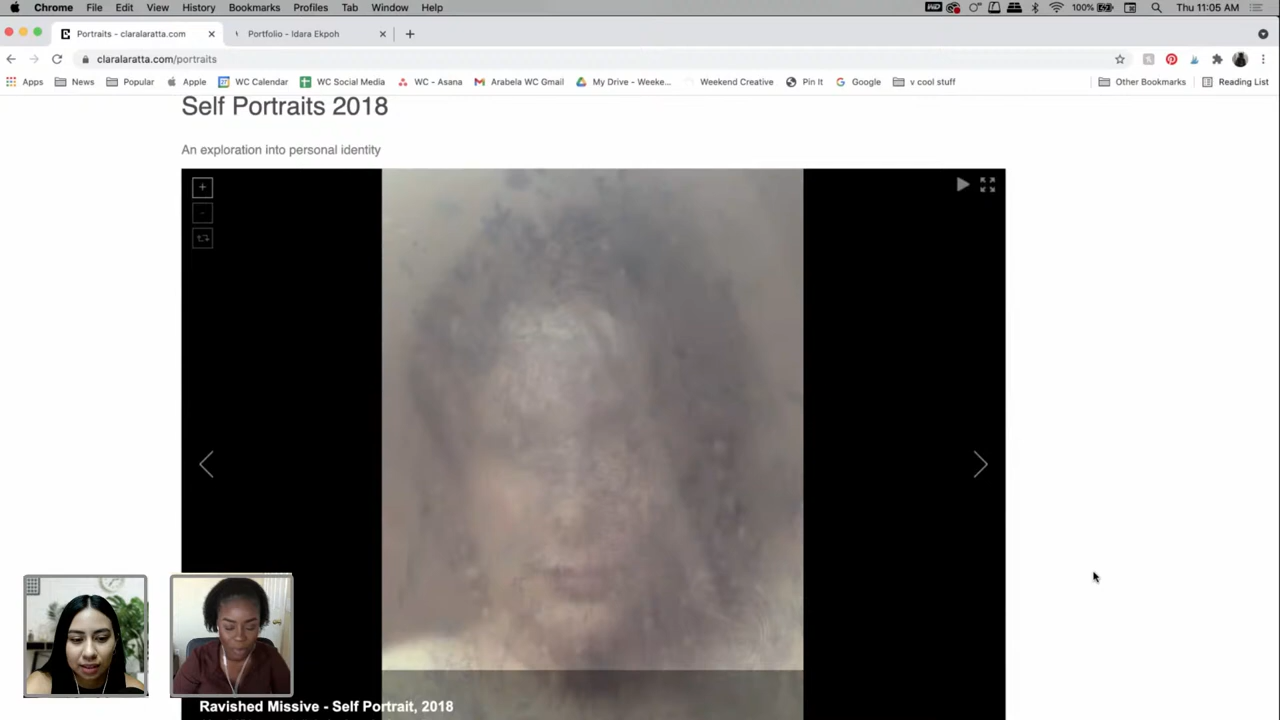 Chrome File Edit View History Bookmarks Profiles Tab Window Help 100% Thu 11:05 AM
Portraits - claralaratta.com Portfolio - Idara Ekpoh
claralaratta.com/portraits
Apps News Popular Apple WC Calendar WC Social Media WC - Asana Arabela WC Gmail My Drive - Weeke... Weekend Creative Pin It Google v cool stuff Other Bookmarks Reading List
Self Portraits 2018
An exploration into personal identity
Ravished Missive - Self Portrait, 2018